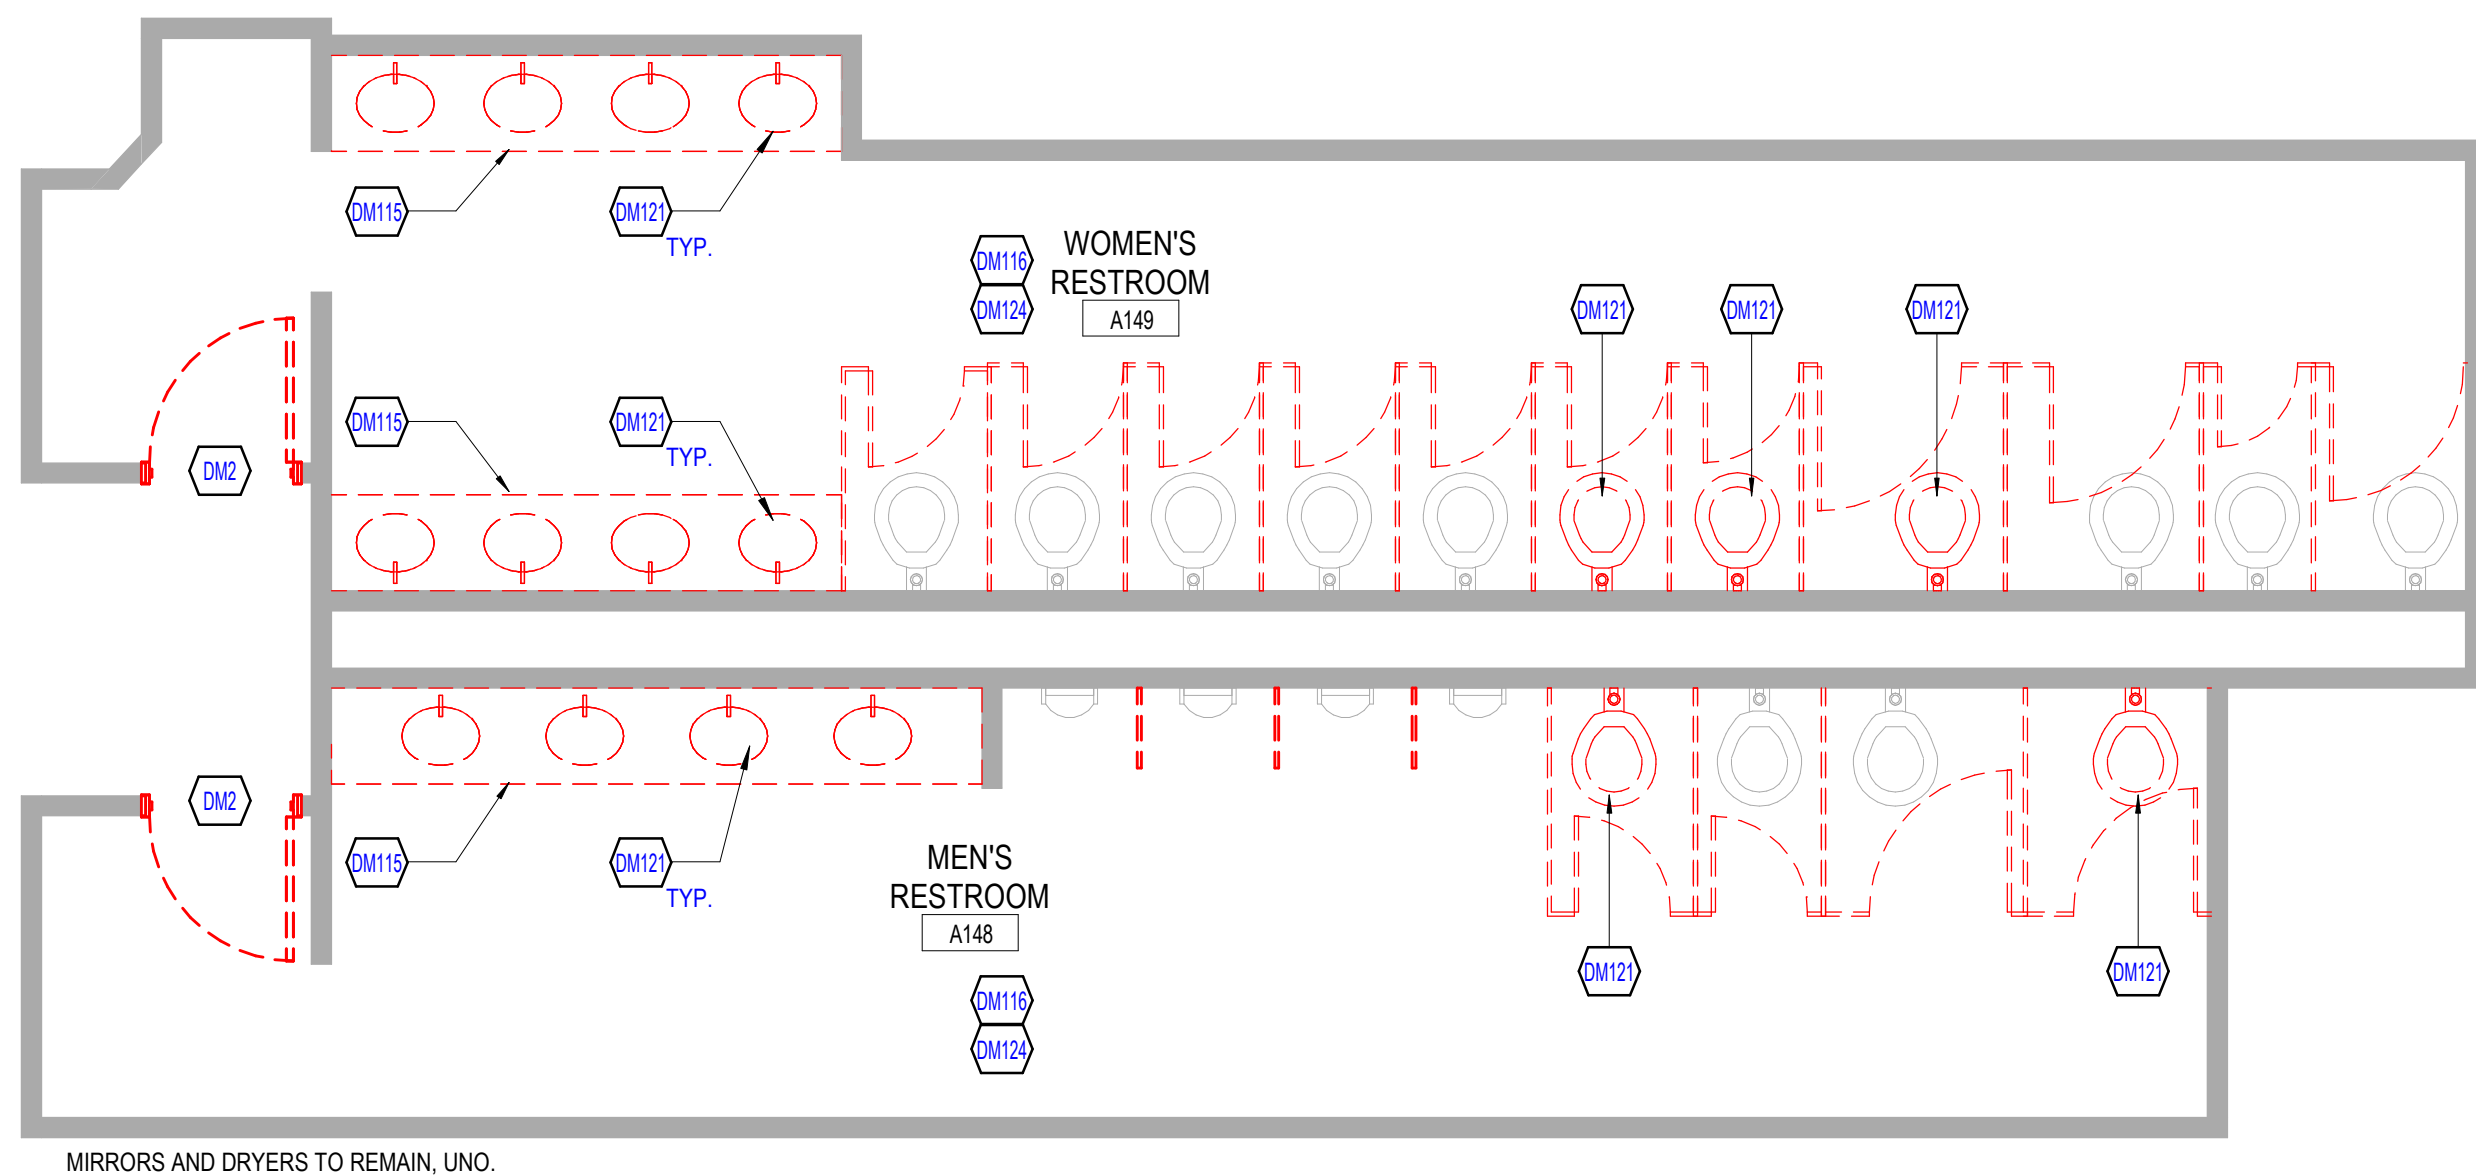 DM115
DM121
TYP.
DM116
DM124
WOMEN'S
RESTROOM
A149
DM121
DM121
DM121
DM115
DM121
TYP.
DM2
DM2
DM115
DM121
TYP.
MEN'S
RESTROOM
A148
DM116
DM124
DM121
DM121
MIRRORS AND DRYERS TO REMAIN, UNO.